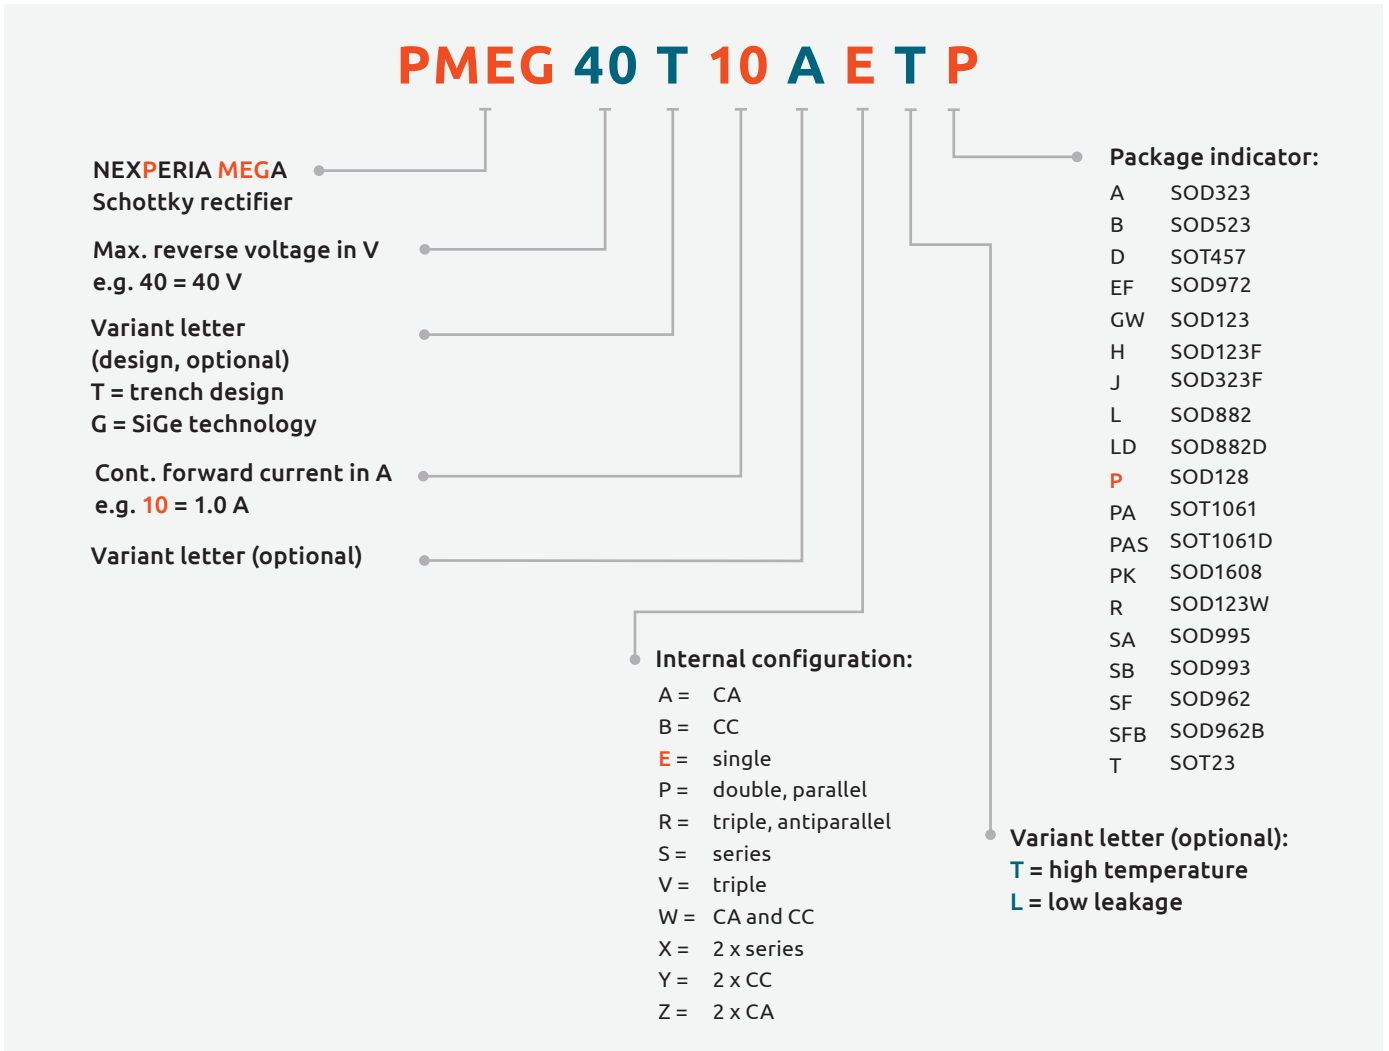 PMEG 40 T 10 A E T P
NEXPERIA MEGA
Schottky rectifier
Max. reverse voltage in V
e.g. 40 = 40 V
Variant letter
(design, optional)
T = trench design
G = SiGe technology
Cont. forward current in A
e.g. 10 = 1.0 A
Variant letter (optional)
Internal configuration:
A = CA
B = CC
E = single
P = double, parallel
R = triple, antiparallel
S = series
V = triple
W = CA and CC
X = 2 x series
Y = 2 x CC
Z = 2 x CA
Package indicator:
A SOD323
B SOD523
D SOT457
EF SOD972
GW SOD123
H SOD123F
J SOD323F
L SOD882
LD SOD882D
P SOD128
PA SOT1061
PAS SOT1061D
PK SOD1608
R SOD123W
SA SOD995
SB SOD993
SF SOD962
SFB SOD962B
T SOT23
Variant letter (optional):
T = high temperature
L = low leakage